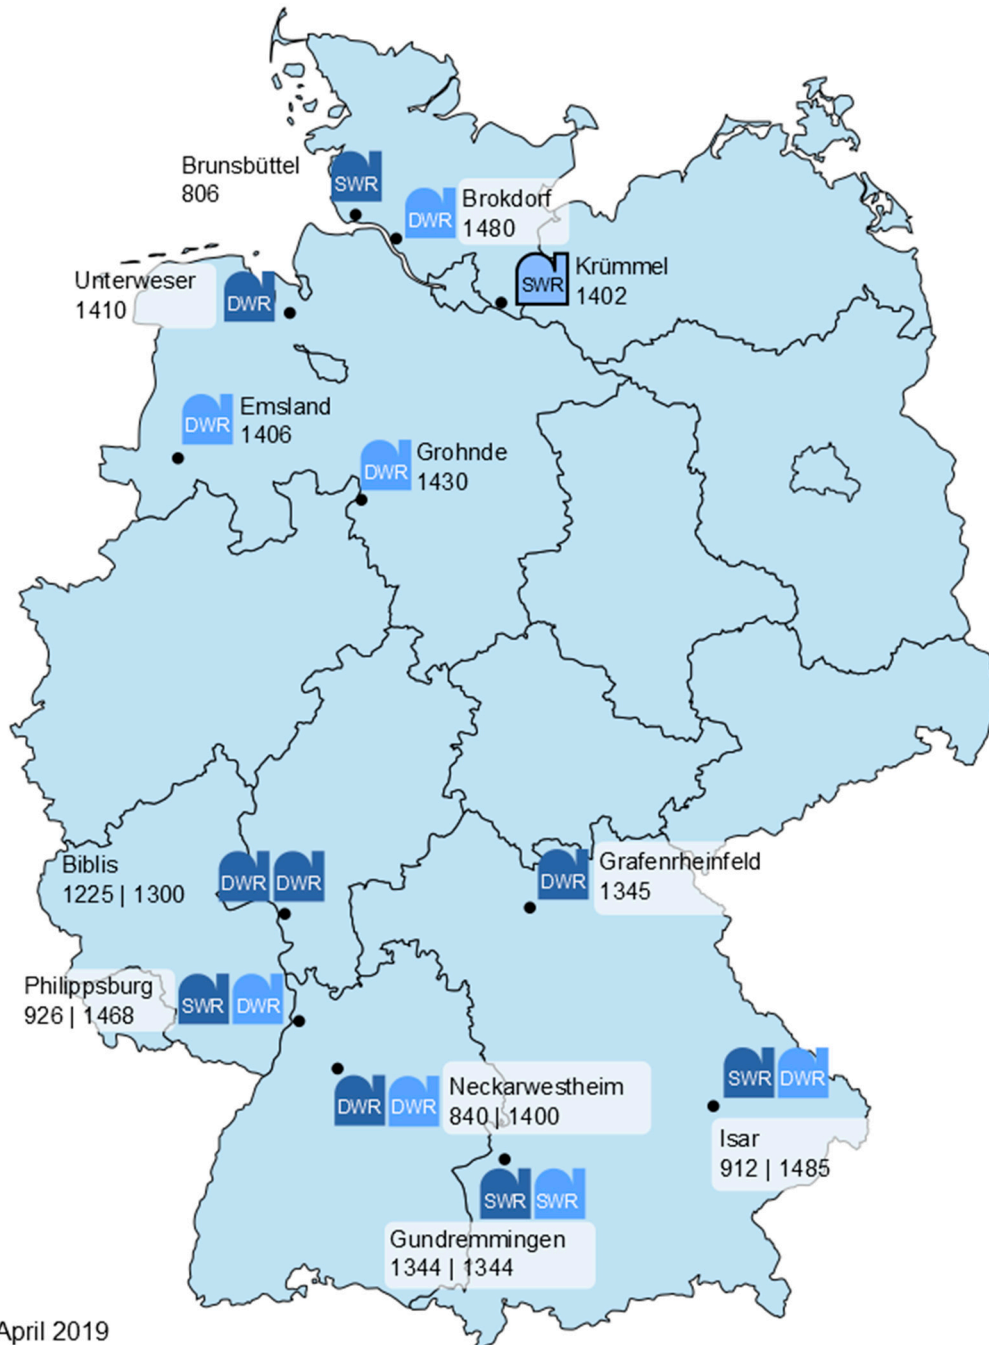 Brunsbüttel
806
SWR
DWR
Brokdorf
1480
Unterweser
1410
DWR
SWR
Krümmel
1402
DWR
Emsland
1406
DWR
Grohnde
1430
Biblis
1225 | 1300
DWR DWR
DWR
Grafenrheinfeld
1345
Philippsburg
926 | 1468
SWR DWR
DWR DWR
Neckarwestheim
840 | 1400
SWR DWR
Isar
912 | 1485
SWR SWR
Gundremmingen
1344 | 1344
April 2019